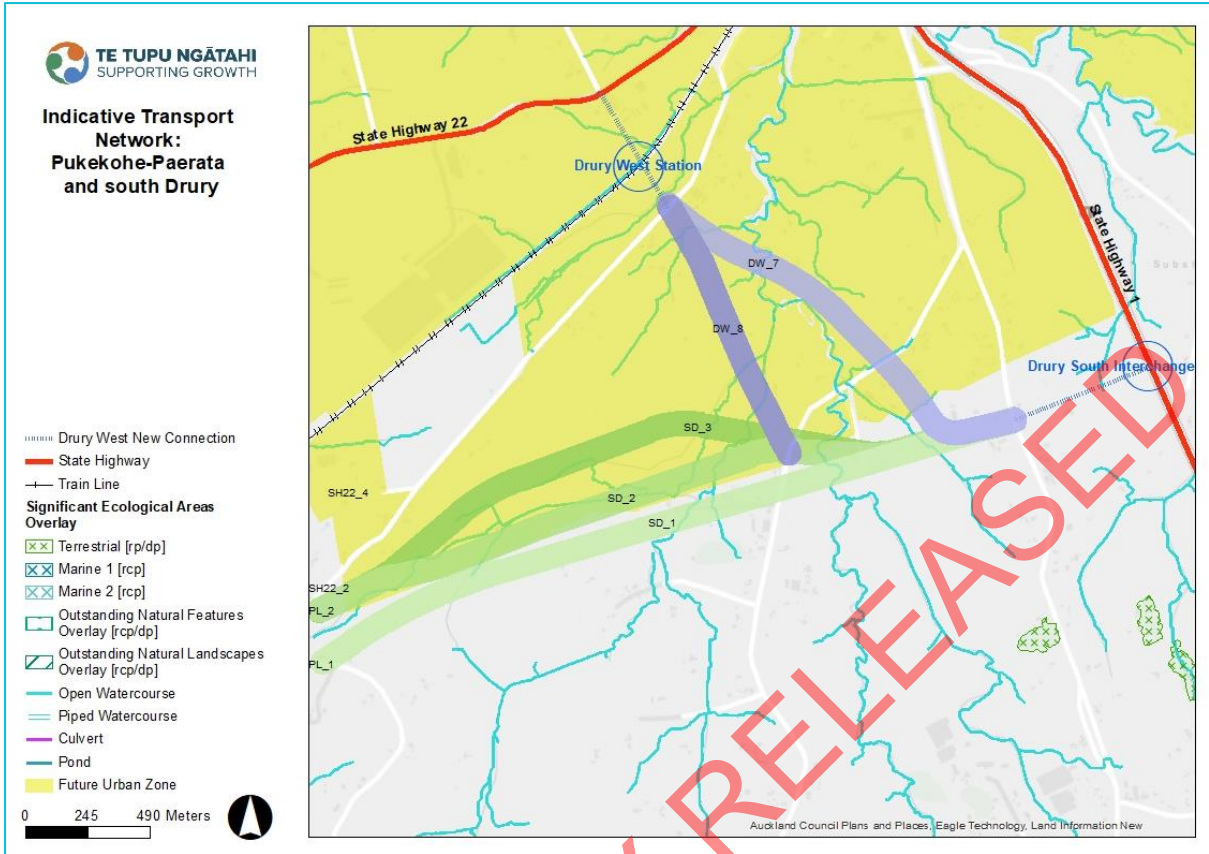 TE TUPU NGĀTAHI
SUPPORTING GROWTH
Indicative Transport
Network:
Pukekohe-Paerata
and south Drury
Drury West New Connection
State Highway
Train Line
Significant Ecological Areas
Overlay
Terrestrial [rp/dp]
Marine 1 [rcp]
Marine 2 [rcp]
Outstanding Natural Features
Overlay [rcp/dp]
Outstanding Natural Landscapes
Overlay [rcp/dp]
Open Watercourse
Piped Watercourse
Culvert
Pond
Future Urban Zone
0 245 490 Meters
State Highway 22
Drury West Station
State Highway 1
DW_7
DW_8
Drury South Interchange
SD_3
SH22_4
SD_2
SD_1
SH22_2
PL_2
PL_1
RELEASED
Auckland Council Plans and Places, Eagle Technology, Land Information New